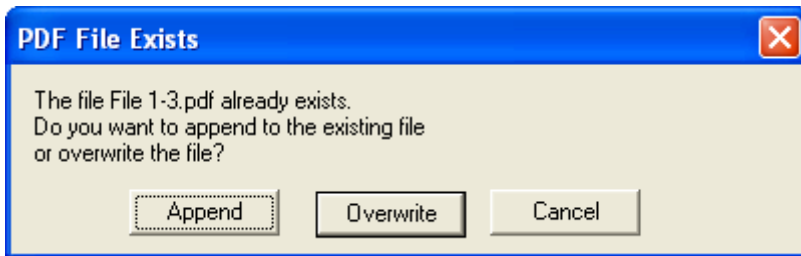 PDF File Exists
The file File 1-3.pdf already exists.
Do you want to append to the existing file
or overwrite the file?
Append Overwrite Cancel